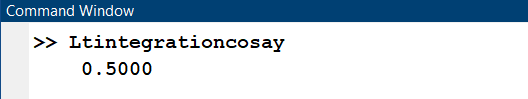 Command Window
>> Ltintegrationcosay
0.5000